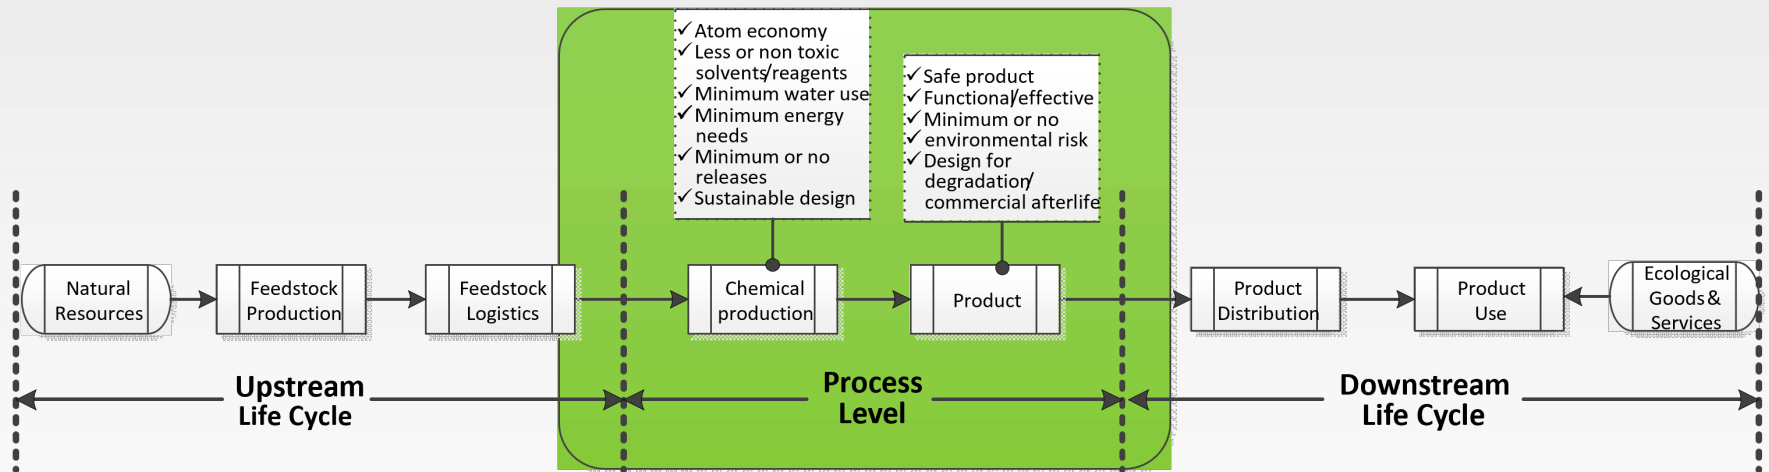 ✓ Atom economy
✓ Less or non toxic
solvents/reagents
✓ Minimum water use
✓ Minimum energy
needs
✓ Minimum or no
releases
✓ Sustainable design
✓ Safe product
✓ Functional/effective
✓ Minimum or no
✓ environmental risk
✓ Design for
degradation/
commercial afterlife
Natural
Resources
Feedstock
Production
Feedstock
Logistics
Chemical
production
Product
Product
Distribution
Product
Use
Ecological
Goods &
Services
Upstream
Life Cycle
Process
Level
Downstream
Life Cycle